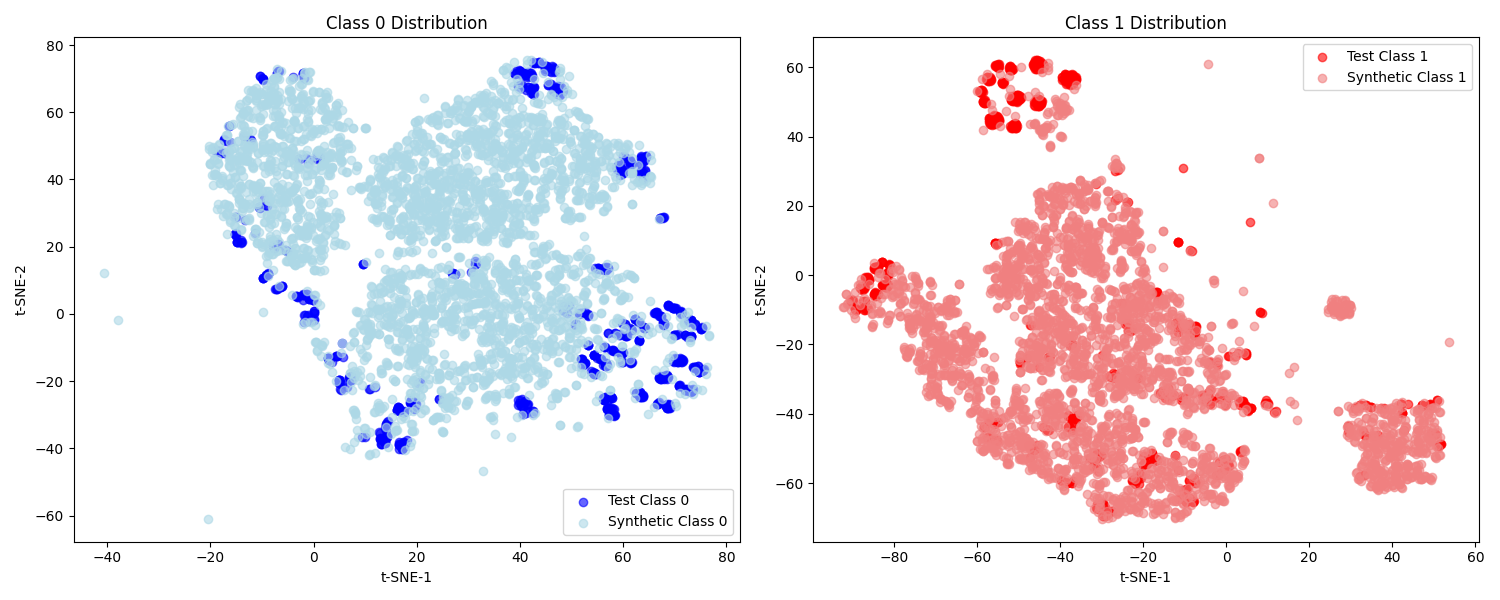 Class 0 Distribution
80
60
40
20
0
−20
−40
−60
t-SNE-2
−40 −20 0 20 40 60 80
t-SNE-1
Test Class 0
Synthetic Class 0
Class 1 Distribution
60
40
20
0
−20
−40
−60
t-SNE-2
−80 −60 −40 −20 0 20 40 60
t-SNE-1
Test Class 1
Synthetic Class 1